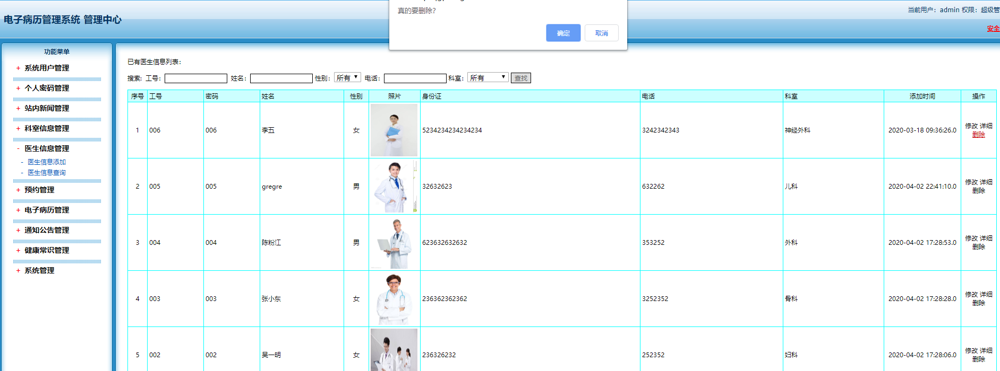 真的要删除?
确定 取消
当前用户：admin 权限：超级管
电子病历管理系统 管理中心
安全
功能菜单
+ 系统用户管理
+ 个人密码管理
+ 站内新闻管理
+ 科室信息管理
- 医生信息管理
- 医生信息添加
- 医生信息查询
+ 预约管理
+ 电子病历管理
+ 通知公告管理
+ 健康常识管理
+ 系统管理
已有医生信息列表：
搜索: 工号： 姓名： 性别： 所有 电话： 科室： 所有 查找
序号 工号 密码 姓名 性别 照片 身份证 电话 科室 添加时间 操作
1 006 006 李五 女 5234234234234234 3242342343 神经外科 2020-03-18 09:36:26.0 修改 详细
删除
2 005 005 gregre 男 32632623 632262 儿科 2020-04-02 22:41:10.0 修改 详细
删除
3 004 004 陈粉江 男 623632632632 353252 外科 2020-04-02 17:28:53.0 修改 详细
删除
4 003 003 张小东 女 236362362362 3252352 骨科 2020-04-02 17:28:28.0 修改 详细
删除
5 002 002 吴一明 女 236326232 252352 妇科 2020-04-02 17:28:06.0 修改 详细
删除